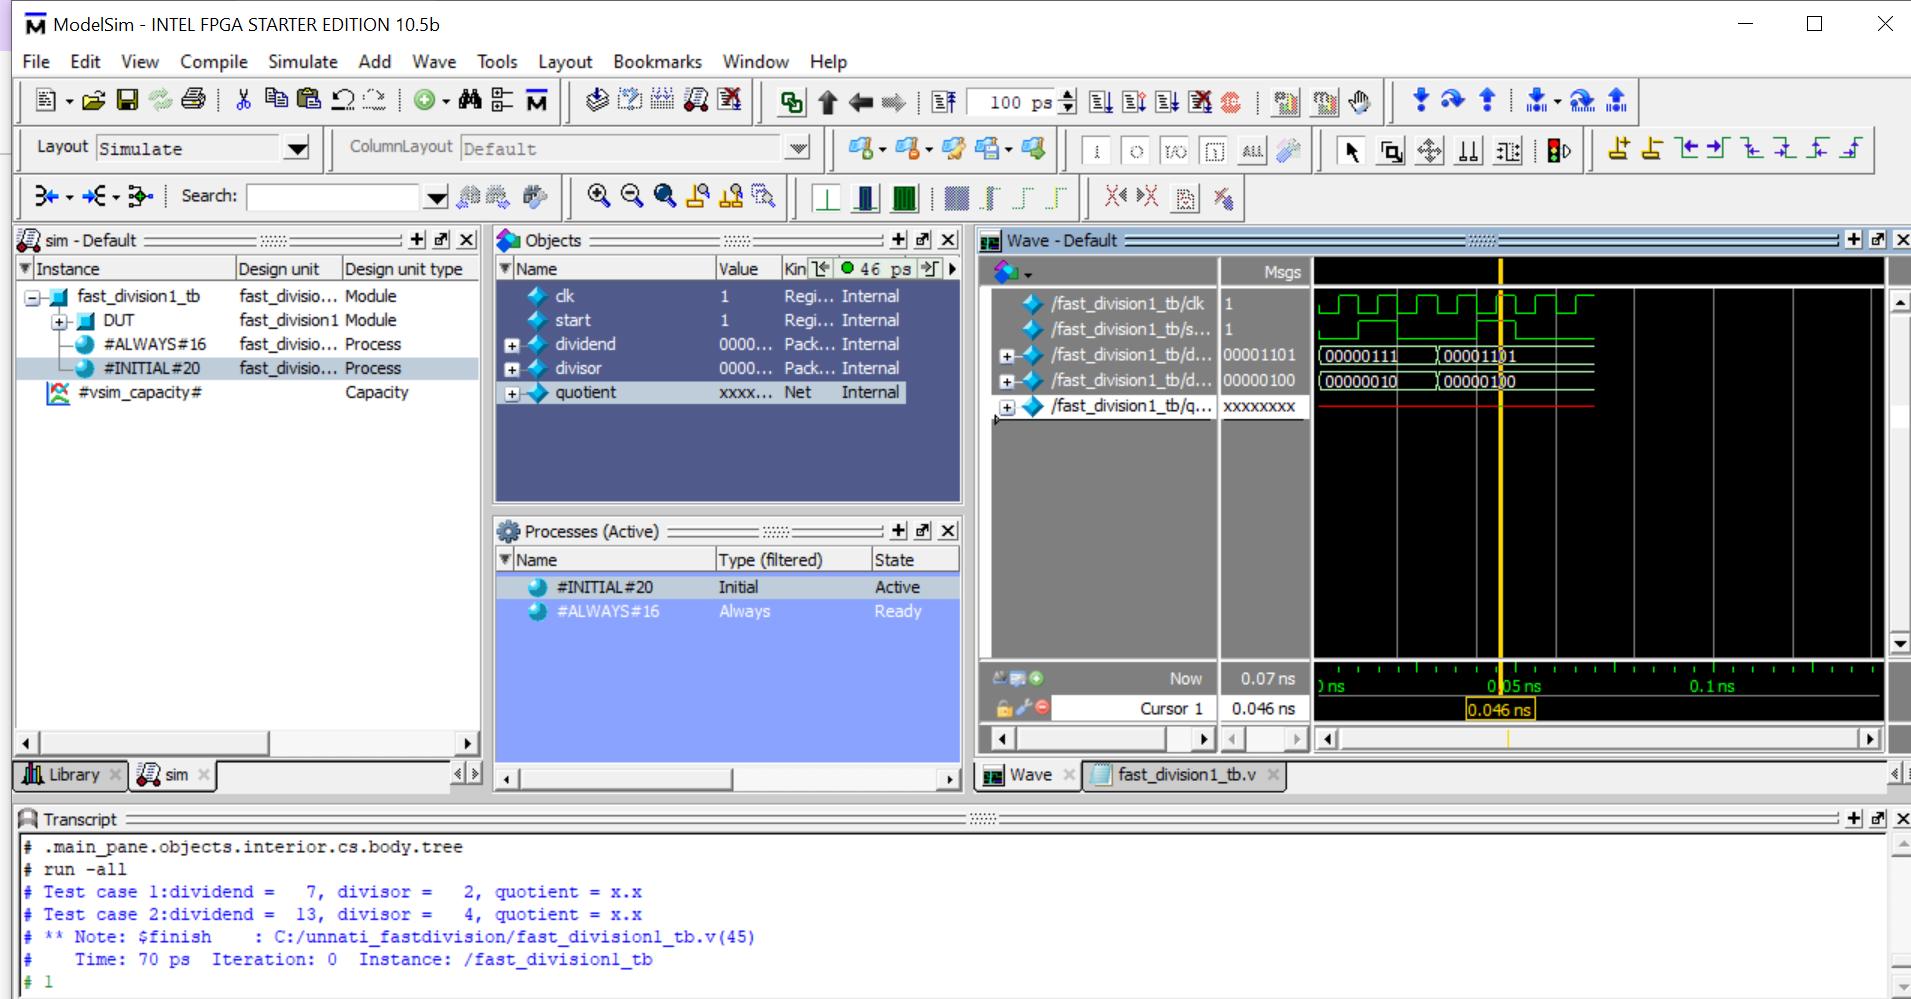 ModelSim - INTEL FPGA STARTER EDITION 10.5b
File Edit View Compile Simulate Add Wave Tools Layout Bookmarks Window Help
100 ps
Layout Simulate
ColumnLayout Default
I/O
ALL
Search:
sim - Default
Instance Design unit Design unit type
fast_division1_tb fast_divisio... Module
DUT fast_division1 Module
#ALWAYS#16 fast_divisio... Process
#INITIAL#20 fast_divisio... Process
#vsim_capacity# Capacity
Library
sim
Objects
Name Value Kin 46 ps
clk 1 Regi... Internal
start 1 Regi... Internal
dividend 0000... Pack... Internal
divisor 0000... Pack... Internal
quotient xxxx... Net Internal
Processes (Active)
Name Type (filtered) State
#INITIAL#20 Initial Active
#ALWAYS#16 Always Ready
Wave - Default
Msgs
/fast_division1_tb/clk 1
/fast_division1_tb/s... 1
/fast_division1_tb/d... 00001101 00000111 00001101
/fast_division1_tb/d... 00000100 00000010 00000100
/fast_division1_tb/q... xxxxxxxx
Now 0.07 ns ns 0.05 ns 0.1 ns
Cursor 1 0.046 ns 0.046 ns
Wave fast_division1_tb.v
Transcript
# .main_pane.objects.interior.cs.body.tree
# run -all
# Test case 1:dividend =   7, divisor =   2, quotient = x.x
# Test case 2:dividend =  13, divisor =   4, quotient = x.x
# ** Note: $finish    : C:/unnati_fastdivision/fast_division1_tb.v(45)
#    Time: 70 ps  Iteration: 0  Instance: /fast_division1_tb
# 1